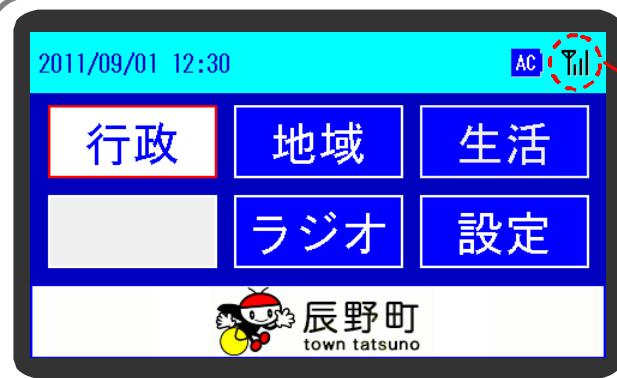 2011/09/01 12:30 AC
行政 地域 生活
ラジオ 設定
辰野町
town tatsuno